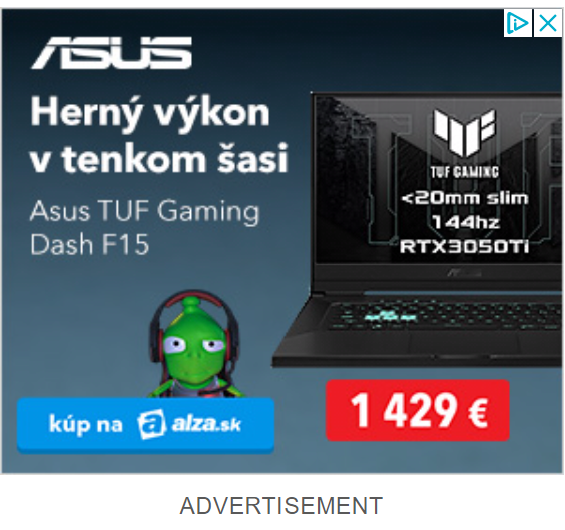 ASUS
Herný výkon
v tenkom šasi
Asus TUF Gaming
Dash F15
TUF GAMING
<20mm slim
144hz
RTX3050Ti
ASUS
kúp na alza.sk
1 429 €
ADVERTISEMENT